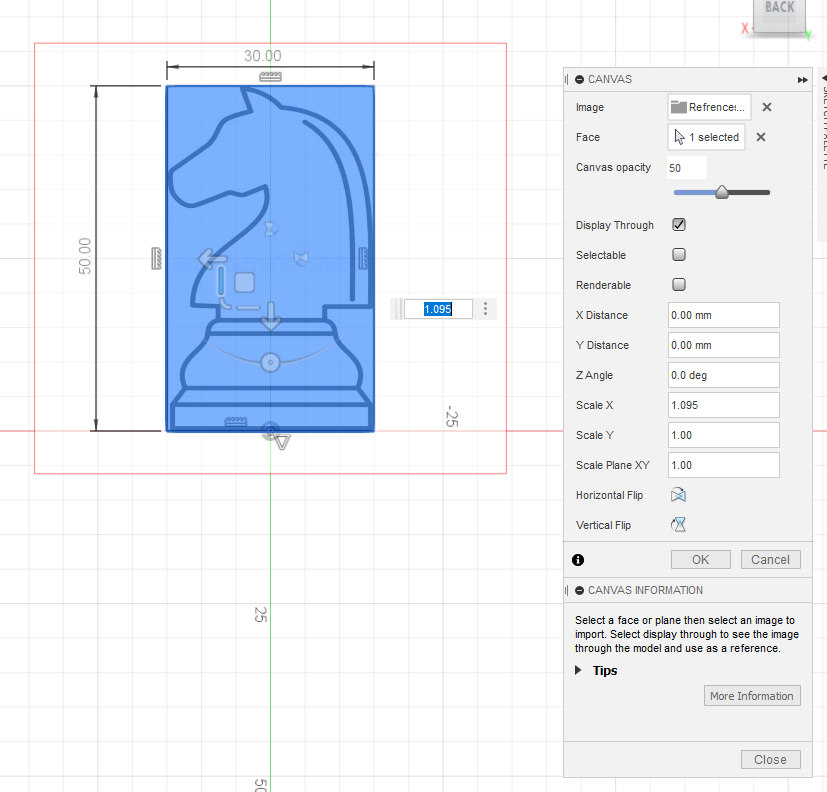 BACK
X
Y
30.00
50.00
1.095
-25
25
50
CANVAS
Image Refrences...
Face 1 selected
Canvas opacity 50
Display Through
Selectable
Renderable
X Distance 0.00 mm
Y Distance 0.00 mm
Z Angle 0.0 deg
Scale X 1.095
Scale Y 1.00
Scale Plane XY 1.00
Horizontal Flip
Vertical Flip
OK Cancel
CANVAS INFORMATION
Select a face or plane then select an image to
import. Select display through to see the image
through the model and use as a reference.
Tips
More Information
Close